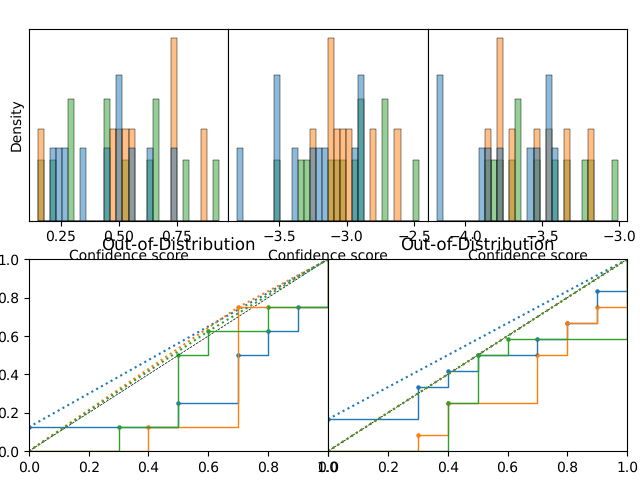 Density
0.25 0.50 0.75 −3.5 −3.0 −2.5 −4.0 −3.5 −3.0
Confidence score Confidence score Confidence score
Out-of-Distribution Out-of-Distribution
1.0
0.8
0.6
0.4
0.2
0.0
0.0 0.2 0.4 0.6 0.8 1.0 0.0 0.2 0.4 0.6 0.8 1.0